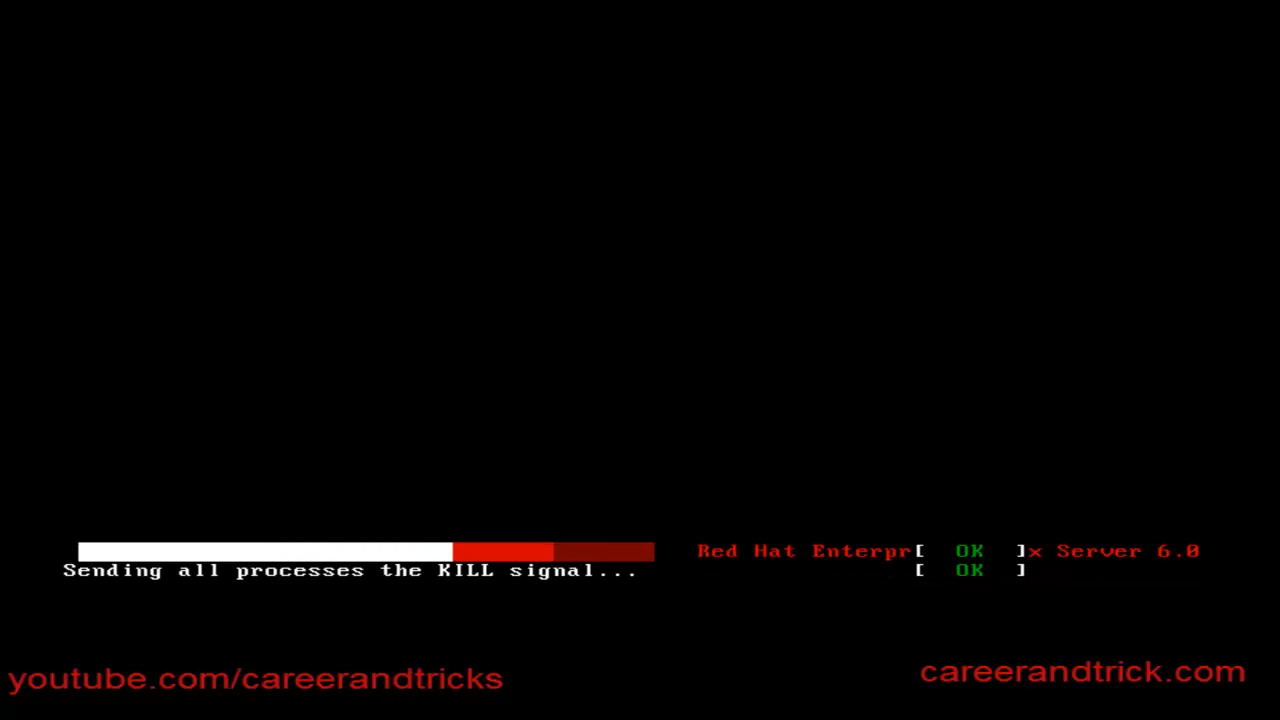 Red Hat Enterpr[  OK  ]x Server 6.0
Sending all processes the KILL signal... [  OK  ]
youtube.com/careerandtricks
careerandtrick.com